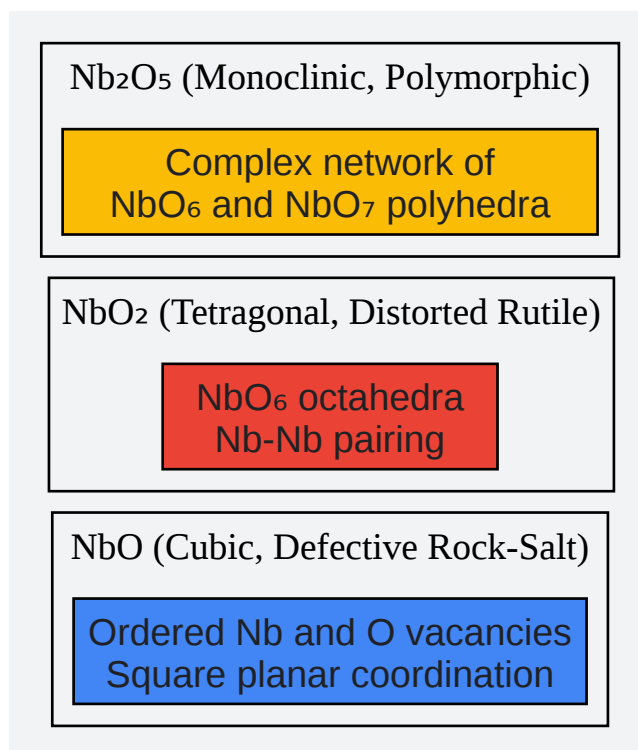 Nb₂O₅ (Monoclinic, Polymorphic)
Complex network of
NbO₆ and NbO₇ polyhedra
NbO₂ (Tetragonal, Distorted Rutile)
NbO₆ octahedra
Nb-Nb pairing
NbO (Cubic, Defective Rock-Salt)
Ordered Nb and O vacancies
Square planar coordination